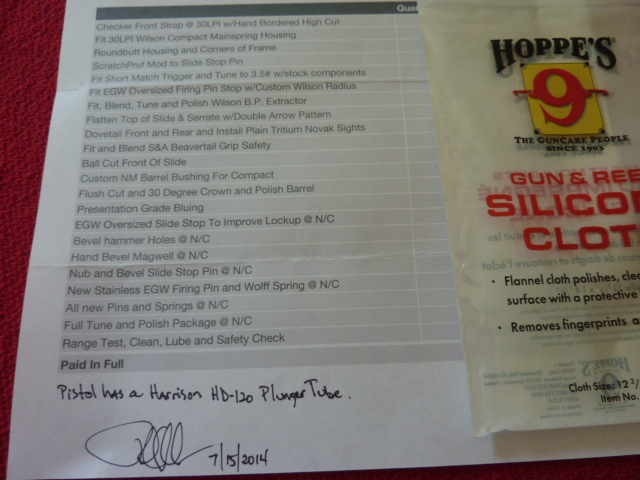 Qua
Checker Front Strap @ 30LPI w/Hand Bordered High Cut
Fit 30LPI Wilson Compact Mainspring Housing
Roundbutt Housing and Corners of Frame
ScratchPruf Mod to Slide Stop Pin
Fit Short Match Trigger and Tune to 3.5# w/stock components
Fit EGW Oversized Firing Pin Stop w/Custom Wilson Radius
Fit, Blend, Tune and Polish Wilson B.P. Extractor
Flatten Top of Slide & Serrate w/Double Arrow Pattern
Dovetail Front and Rear and Install Plain Tritium Novak Sights
Fit and Blend S&A Beavertail Grip Safety
Ball Cut Front Of Slide
Custom NM Barrel Bushing For Compact
Flush Cut and 30 Degree Crown and Polish Barrel
Presentation Grade Bluing
EGW Oversized Slide Stop To Improve Lockup @ N/C
Bevel hammer Holes @ N/C
Hand Bevel Magwell @ N/C
Nub and Bevel Slide Stop Pin @ N/C
New Stainless EGW Firing Pin and Wolff Spring @ N/C
All new Pins and Springs @ N/C
Full Tune and Polish Package @ N/C
Range Test, Clean, Lube and Safety Check
Paid In Full
Pistol has a Harrison HD-120 Plunger Tube.
7/15/2014
HOPPE'S
9
THE GUNCARE PEOPLE
SINCE 1903
GUN & REE
SILICO
CLOT
• Flannel cloth polishes, clea
surface with a protective
• Removes fingerprints a
Cloth Size: 12 3/
Item No.